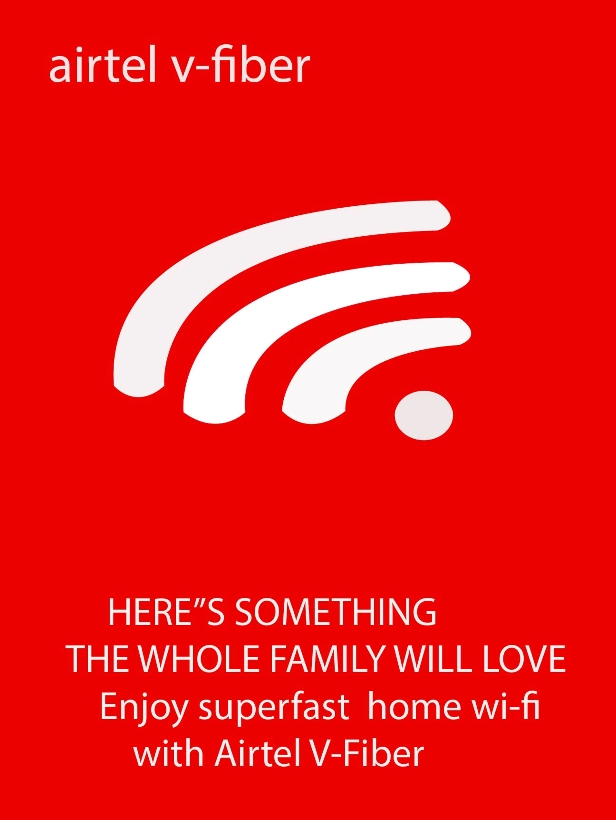 airtel v-fiber
HERE”S SOMETHING
THE WHOLE FAMILY WILL LOVE
Enjoy superfast home wi-fi
with Airtel V-Fiber